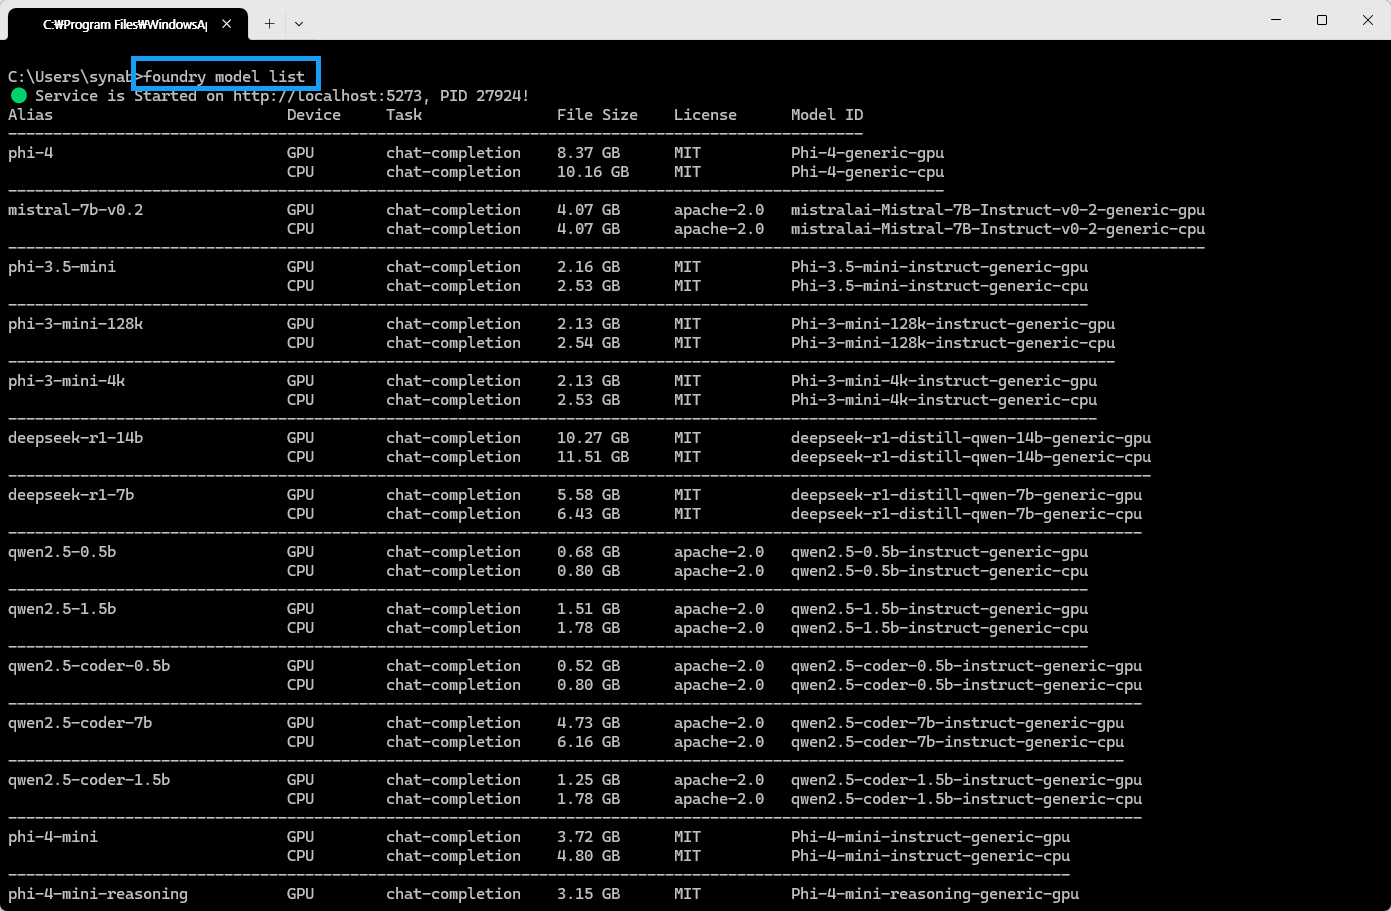 C:₩Program Files₩WindowsAp
C:\Users\synab>foundry model list
Service is Started on http://localhost:5273, PID 27924!
Alias Device Task File Size License Model ID
phi-4 GPU chat-completion 8.37 GB MIT Phi-4-generic-gpu
CPU chat-completion 10.16 GB MIT Phi-4-generic-cpu
mistral-7b-v0.2 GPU chat-completion 4.07 GB apache-2.0 mistralai-Mistral-7B-Instruct-v0-2-generic-gpu
CPU chat-completion 4.07 GB apache-2.0 mistralai-Mistral-7B-Instruct-v0-2-generic-cpu
phi-3.5-mini GPU chat-completion 2.16 GB MIT Phi-3.5-mini-instruct-generic-gpu
CPU chat-completion 2.53 GB MIT Phi-3.5-mini-instruct-generic-cpu
phi-3-mini-128k GPU chat-completion 2.13 GB MIT Phi-3-mini-128k-instruct-generic-gpu
CPU chat-completion 2.54 GB MIT Phi-3-mini-128k-instruct-generic-cpu
phi-3-mini-4k GPU chat-completion 2.13 GB MIT Phi-3-mini-4k-instruct-generic-gpu
CPU chat-completion 2.53 GB MIT Phi-3-mini-4k-instruct-generic-cpu
deepseek-r1-14b GPU chat-completion 10.27 GB MIT deepseek-r1-distill-qwen-14b-generic-gpu
CPU chat-completion 11.51 GB MIT deepseek-r1-distill-qwen-14b-generic-cpu
deepseek-r1-7b GPU chat-completion 5.58 GB MIT deepseek-r1-distill-qwen-7b-generic-gpu
CPU chat-completion 6.43 GB MIT deepseek-r1-distill-qwen-7b-generic-cpu
qwen2.5-0.5b GPU chat-completion 0.68 GB apache-2.0 qwen2.5-0.5b-instruct-generic-gpu
CPU chat-completion 0.80 GB apache-2.0 qwen2.5-0.5b-instruct-generic-cpu
qwen2.5-1.5b GPU chat-completion 1.51 GB apache-2.0 qwen2.5-1.5b-instruct-generic-gpu
CPU chat-completion 1.78 GB apache-2.0 qwen2.5-1.5b-instruct-generic-cpu
qwen2.5-coder-0.5b GPU chat-completion 0.52 GB apache-2.0 qwen2.5-coder-0.5b-instruct-generic-gpu
CPU chat-completion 0.80 GB apache-2.0 qwen2.5-coder-0.5b-instruct-generic-cpu
qwen2.5-coder-7b GPU chat-completion 4.73 GB apache-2.0 qwen2.5-coder-7b-instruct-generic-gpu
CPU chat-completion 6.16 GB apache-2.0 qwen2.5-coder-7b-instruct-generic-cpu
qwen2.5-coder-1.5b GPU chat-completion 1.25 GB apache-2.0 qwen2.5-coder-1.5b-instruct-generic-gpu
CPU chat-completion 1.78 GB apache-2.0 qwen2.5-coder-1.5b-instruct-generic-cpu
phi-4-mini GPU chat-completion 3.72 GB MIT Phi-4-mini-instruct-generic-gpu
CPU chat-completion 4.80 GB MIT Phi-4-mini-instruct-generic-cpu
phi-4-mini-reasoning GPU chat-completion 3.15 GB MIT Phi-4-mini-reasoning-generic-gpu